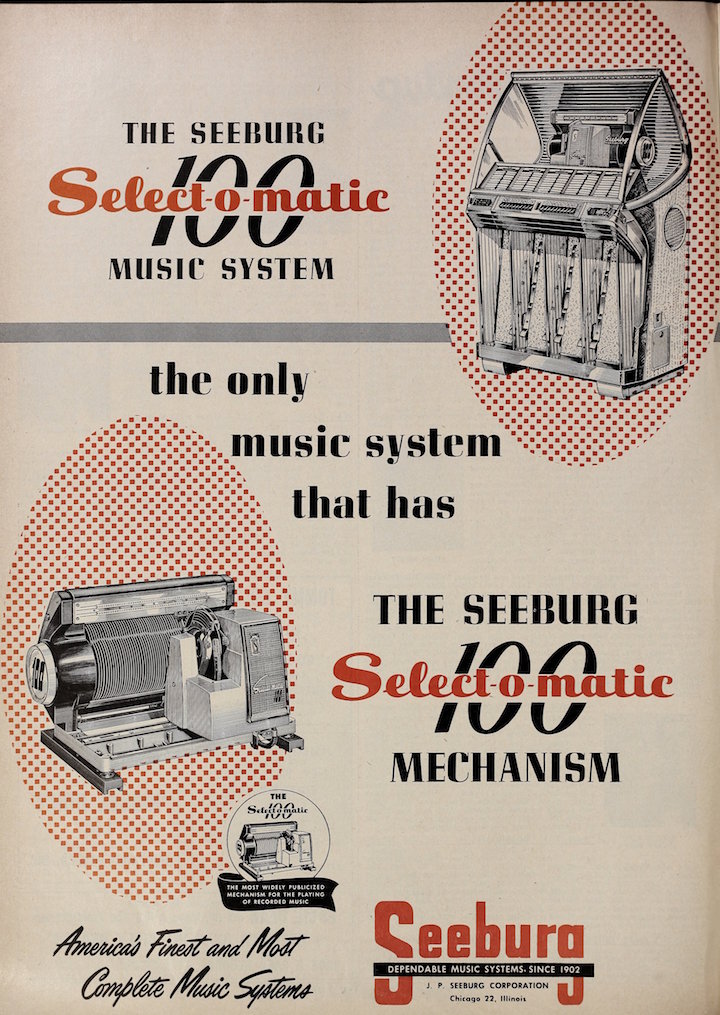 THE SEEBURG
Select-o-matic
100
MUSIC SYSTEM
the only
music system
that has
THE SEEBURG
Select-o-matic
100
MECHANISM
THE
Select-o-matic
100
THE MOST WIDELY PUBLICIZED
MECHANISM FOR THE PLAYING
OF RECORDED MUSIC
America's Finest and Most
Complete Music Systems
Seeburg
DEPENDABLE MUSIC SYSTEMS · SINCE 1902
J. P. SEEBURG CORPORATION
Chicago 22, Illinois